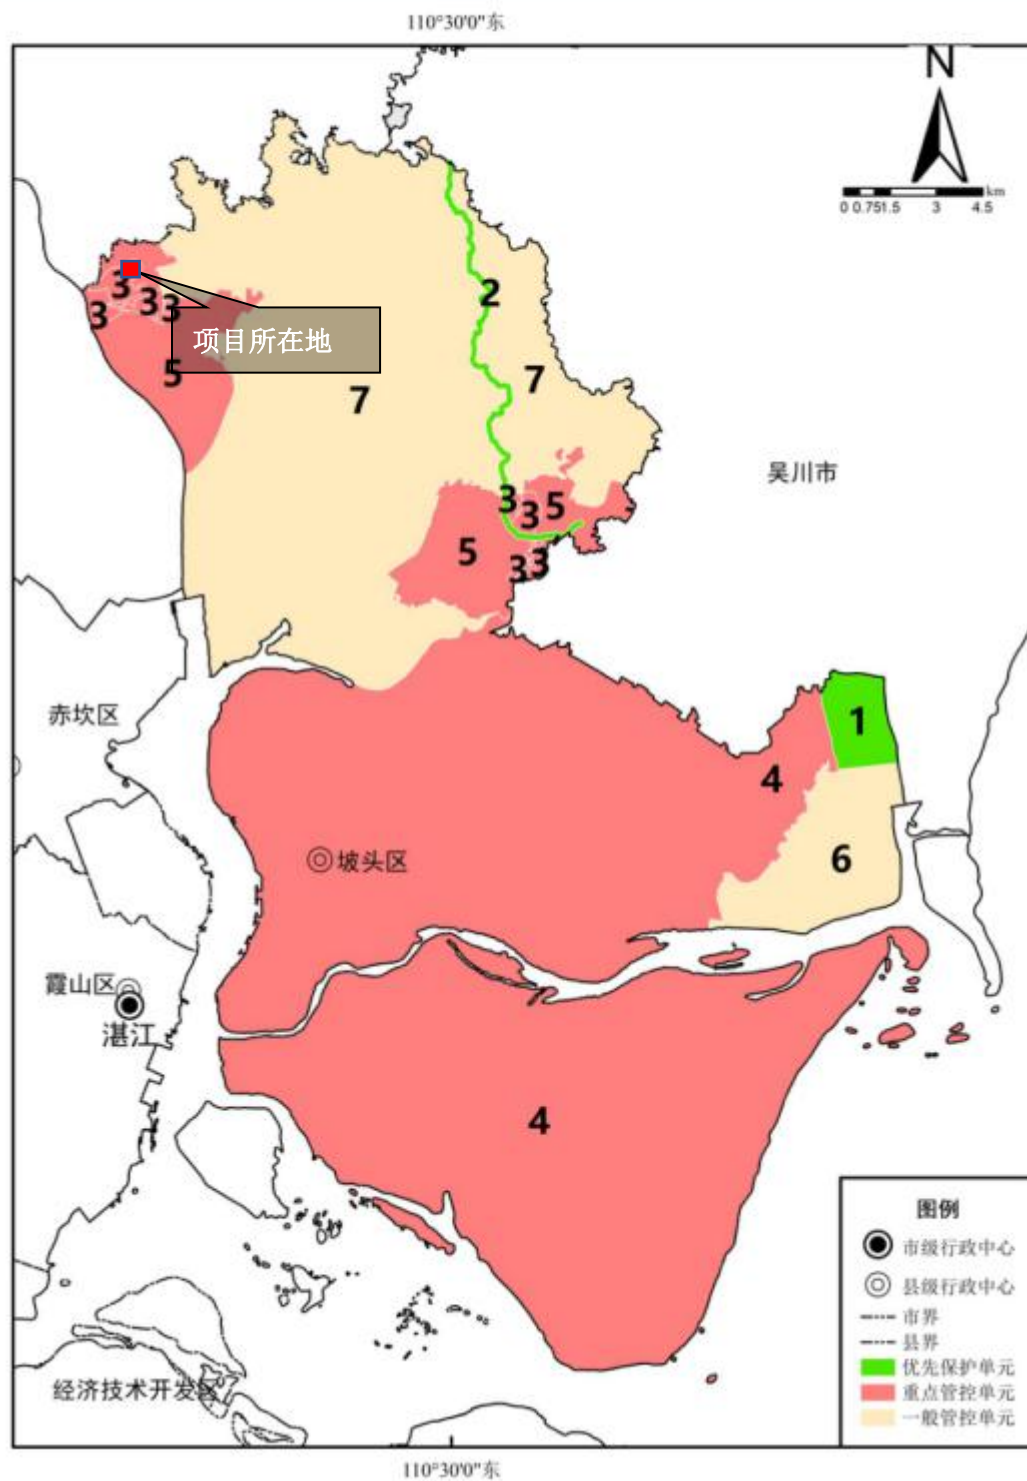 110°30'0"东
N
km
0 0.75 1.5 3 4.5
2
3
3 3
3
项目所在地
5
7
7
吴川市
3
3
5
5
3 3
赤坎区
1
4
6
坡头区
霞山区
湛江
4
图例
市级行政中心
县级行政中心
市界
县界
优先保护单元
重点管控单元
一般管控单元
经济技术开发区
110°30'0"东